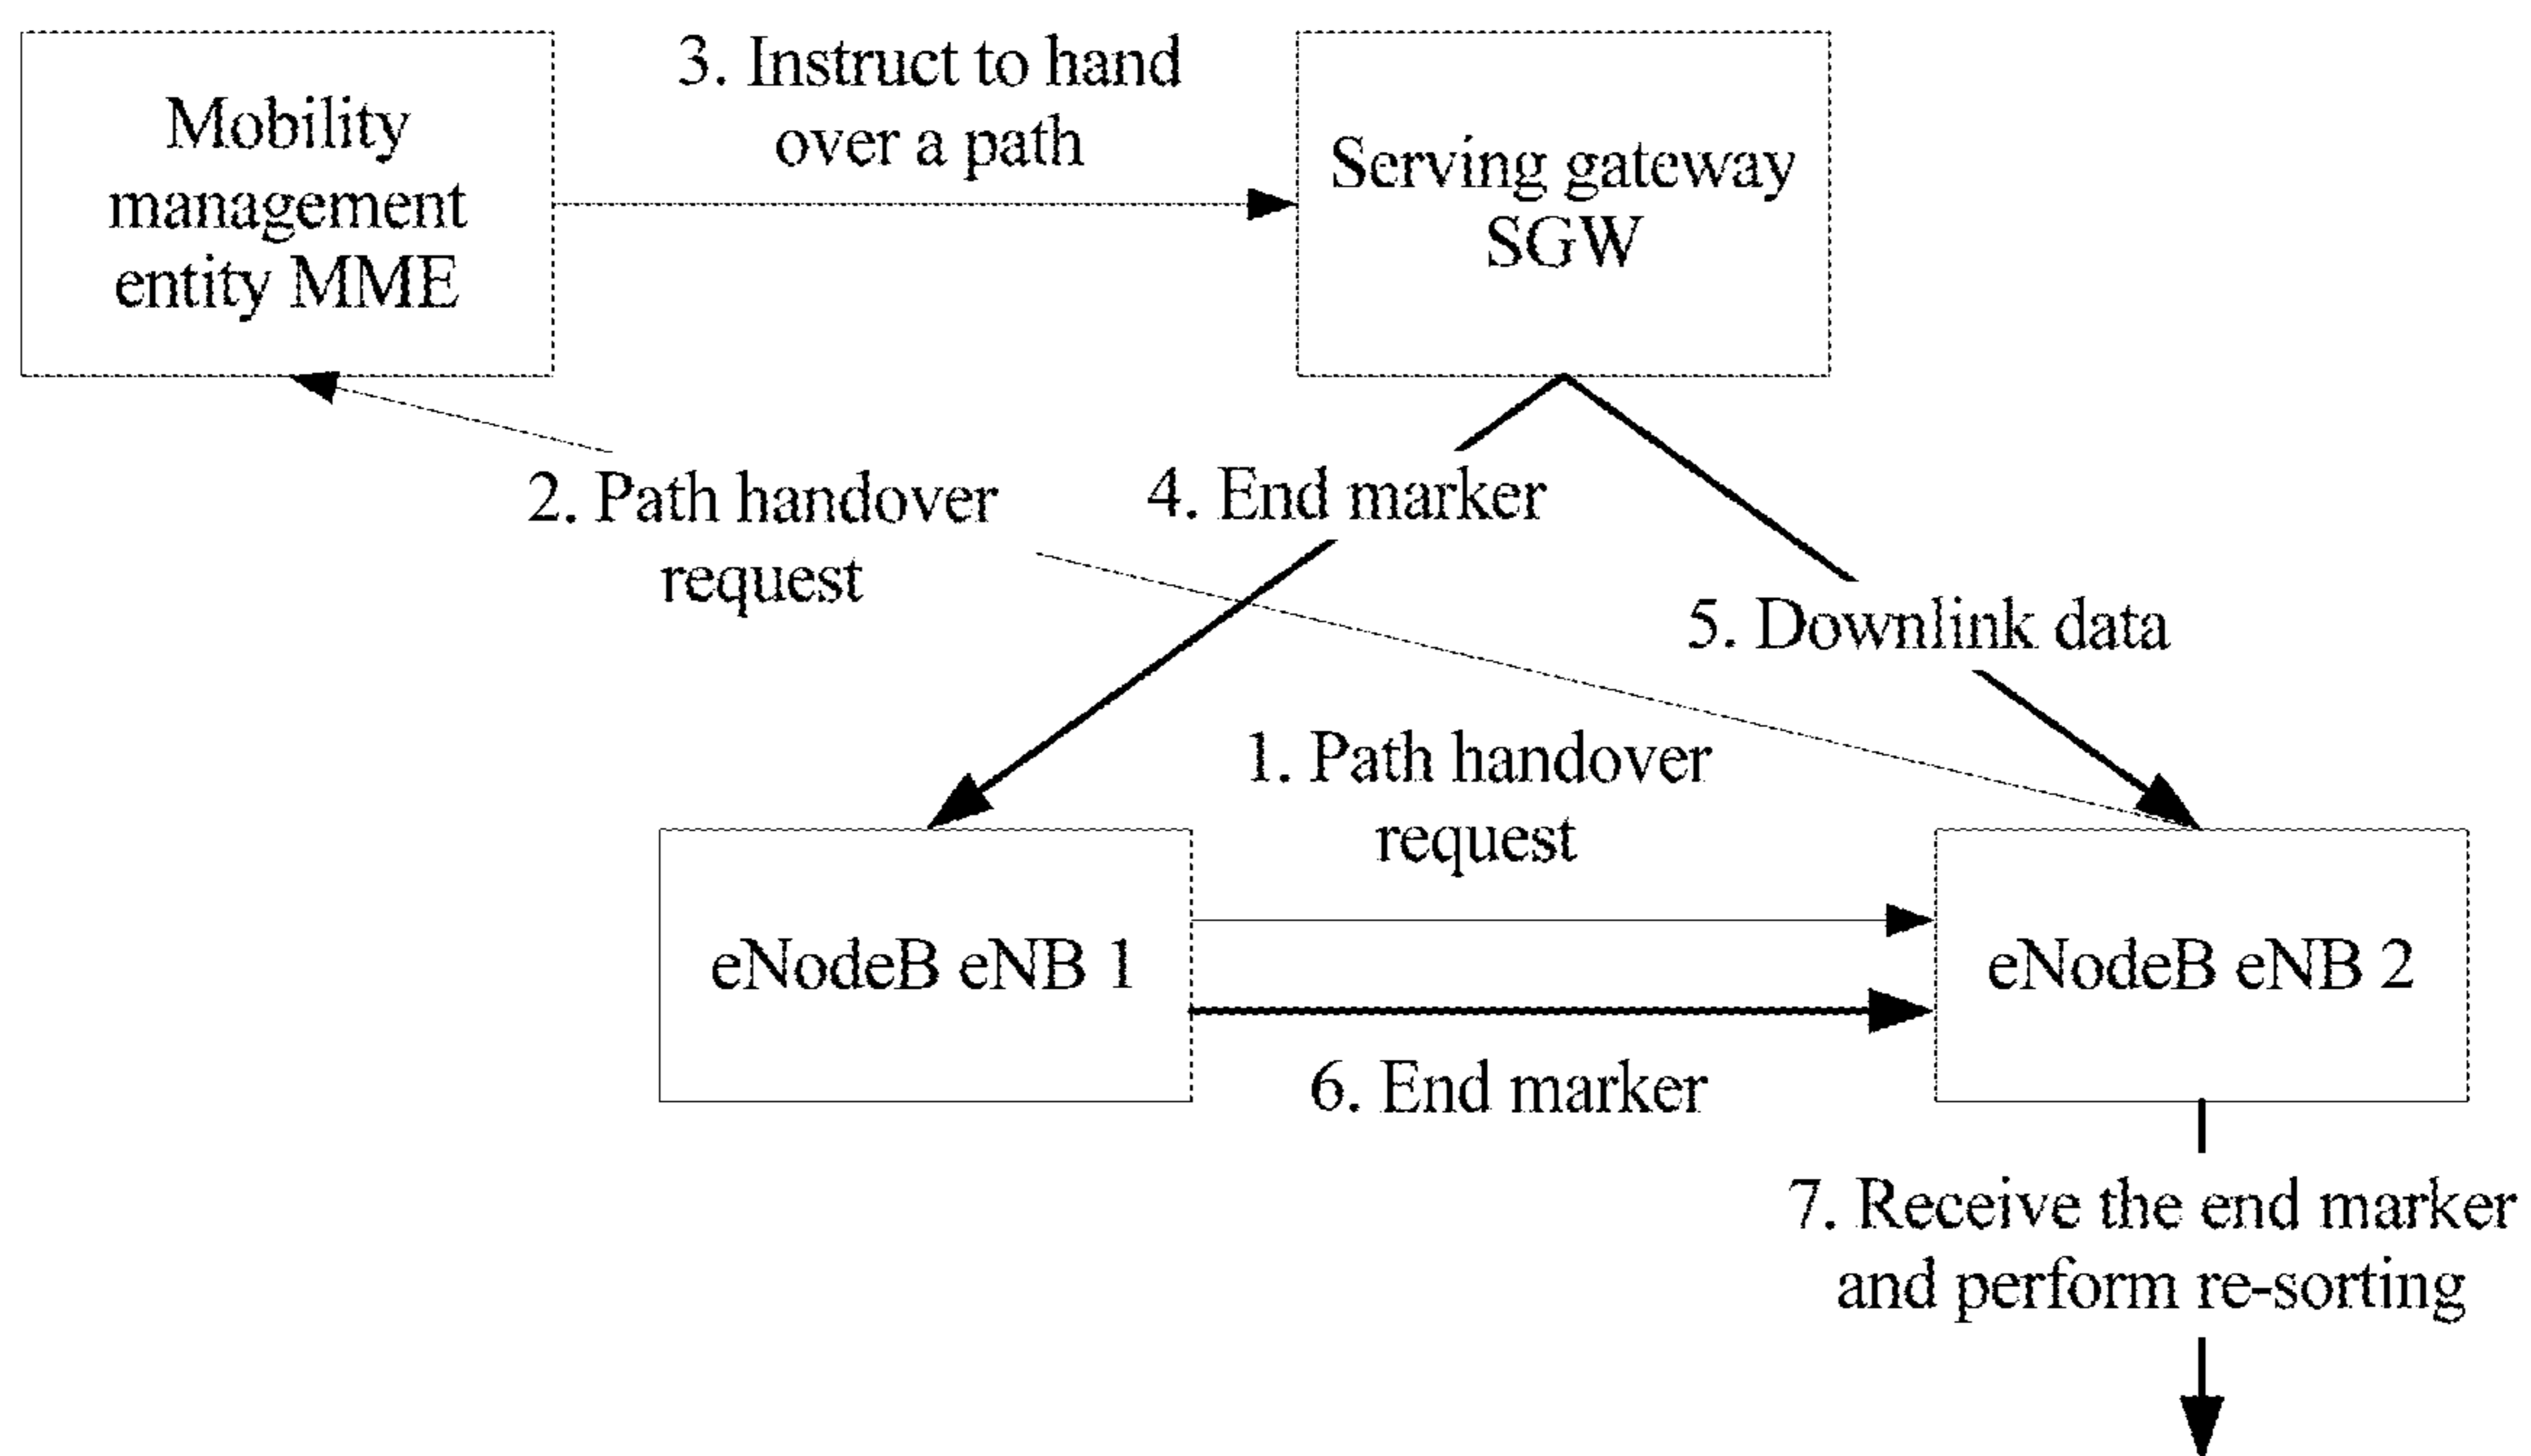 Mobility
management
entity MME
3. Instruct to hand
over a path
Serving gateway
SGW
2. Path handover
request
4. End marker
5. Downlink data
1. Path handover
request
eNodeB eNB 1
eNodeB eNB 2
6. End marker
7. Receive the end marker
and perform re-sorting